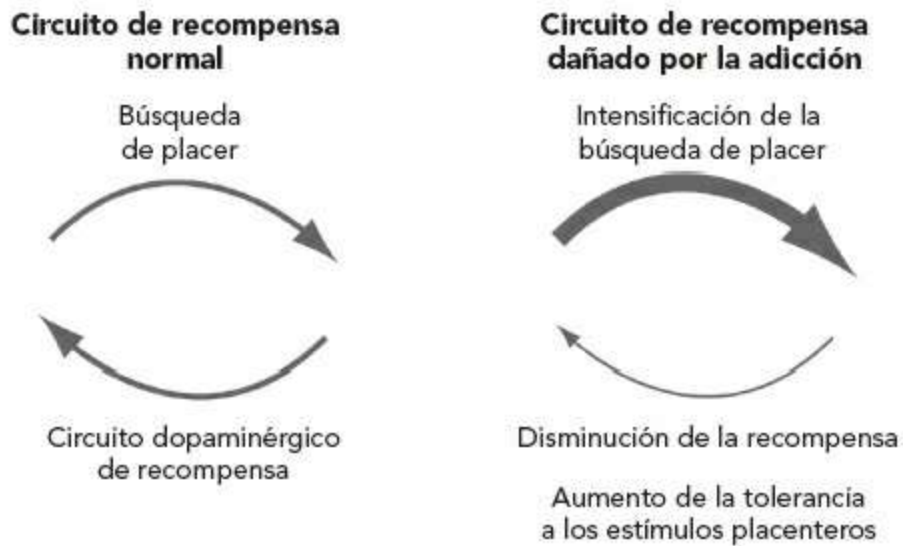 Circuito de recompensa
normal
Búsqueda
de placer
Circuito dopaminérgico
de recompensa
Circuito de recompensa
dañado por la adicción
Intensificación de la
búsqueda de placer
Disminución de la recompensa
Aumento de la tolerancia
a los estímulos placenteros